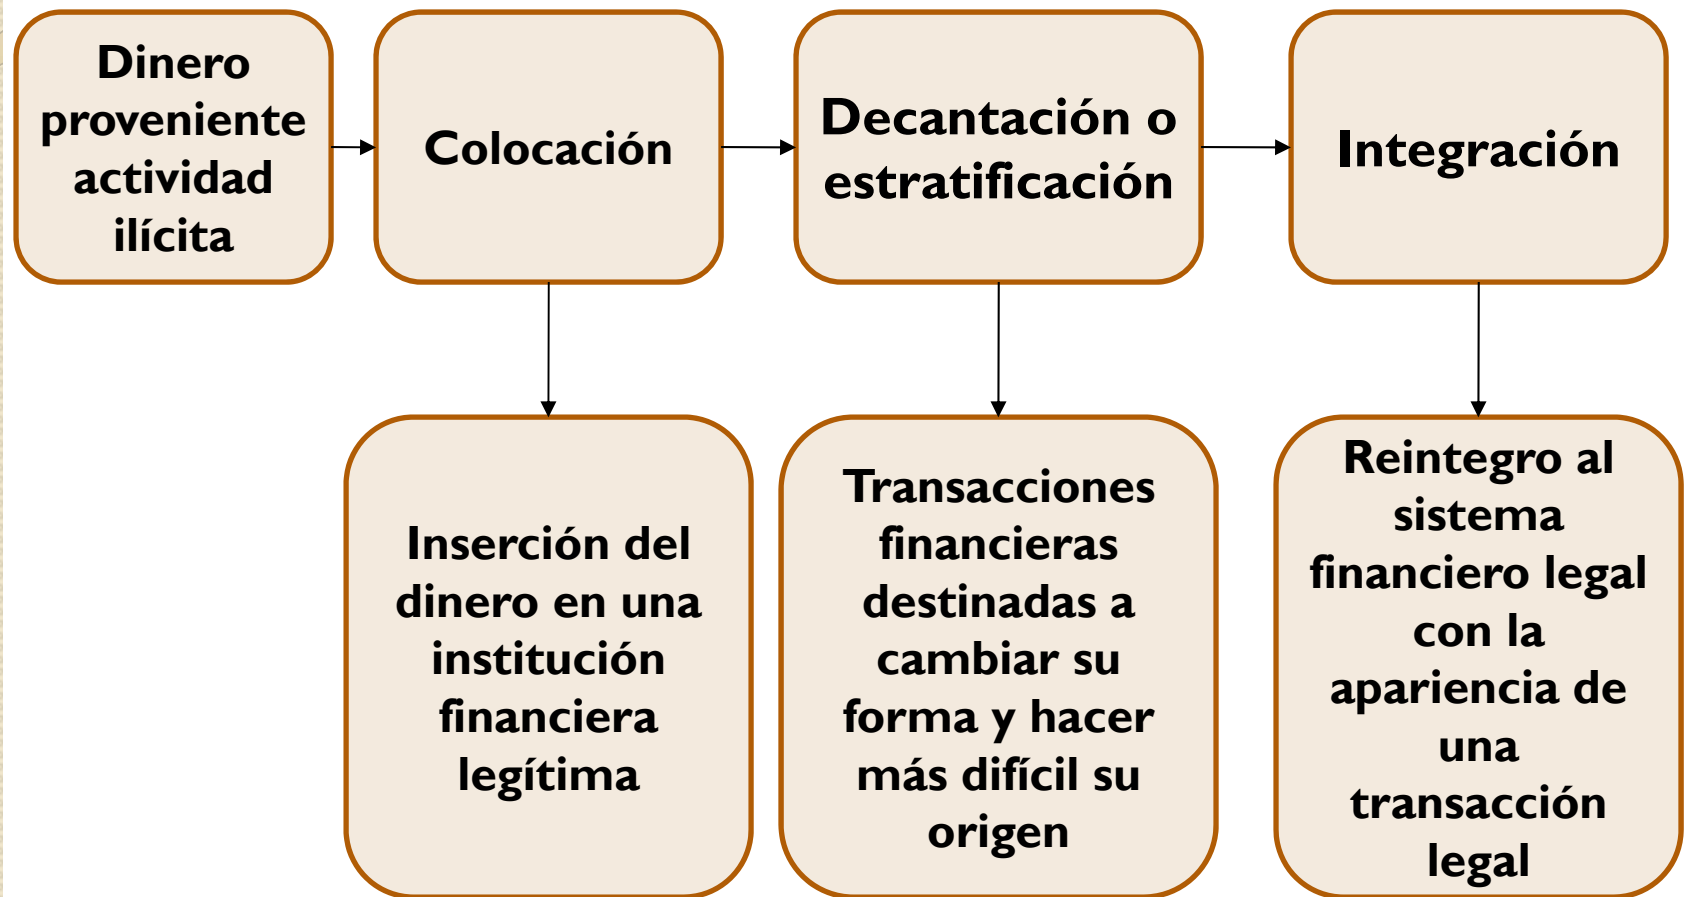 Dinero
proveniente
actividad
ilícita
Colocación
Decantación o
estratificación
Integración
Inserción del
dinero en una
institución
financiera
legítima
Transacciones
financieras
destinadas a
cambiar su
forma y hacer
más difícil su
origen
Reintegro al
sistema
financiero legal
con la
apariencia de
una
transacción
legal